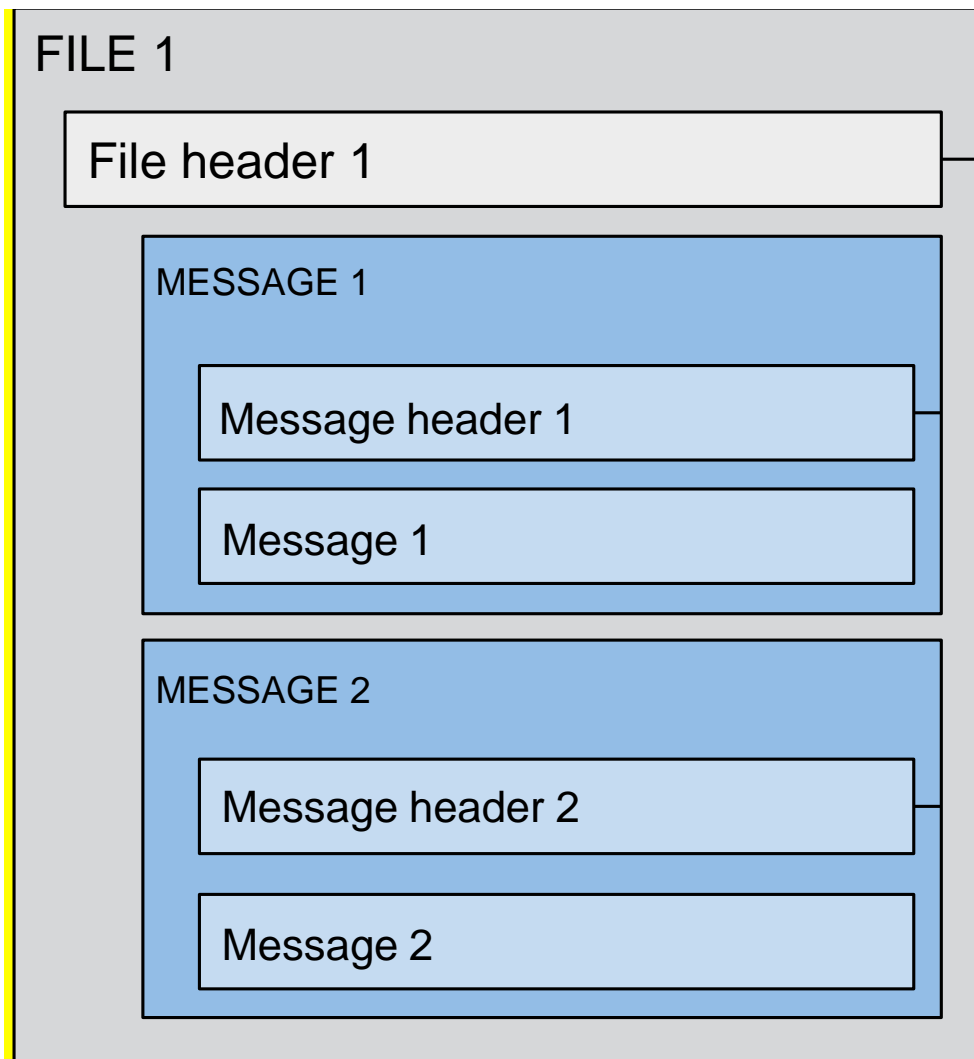 FILE 1
File header 1
MESSAGE 1
Message header 1
Message 1
MESSAGE 2
Message header 2
Message 2